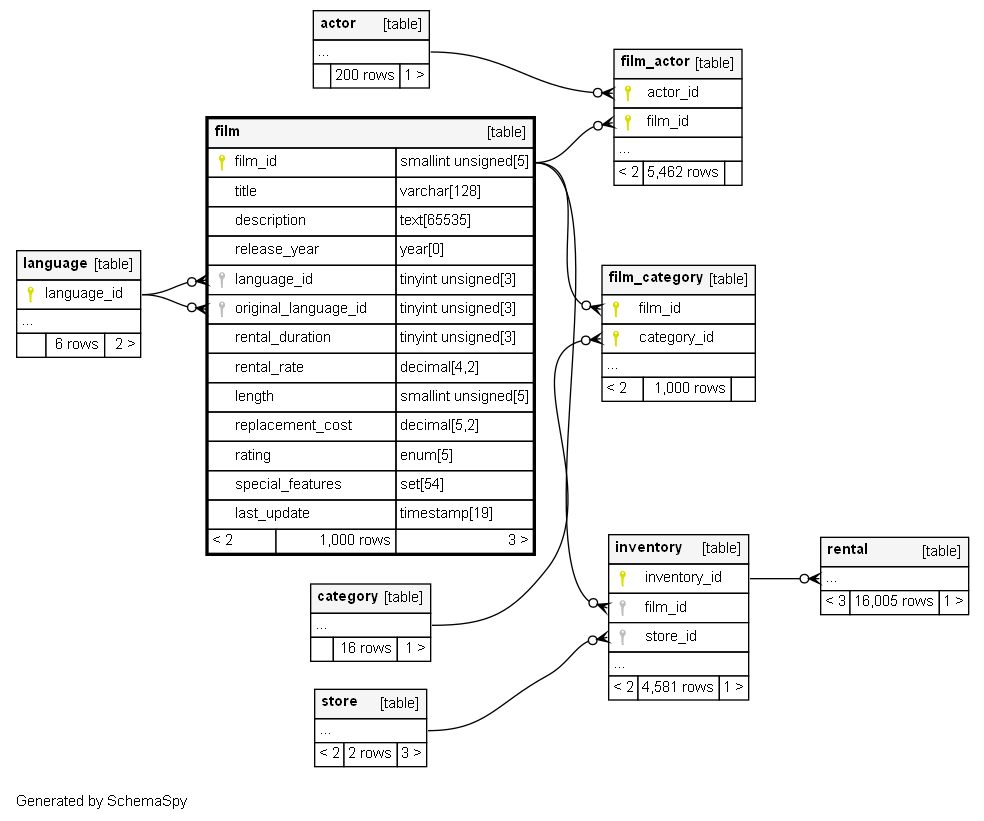 actor [table]
...
200 rows 1 >
film_actor [table]
actor_id
film_id
...
< 2 5,462 rows
film [table]
film_id smallint unsigned[5]
title varchar[128]
description text[65535]
release_year year[0]
language_id tinyint unsigned[3]
original_language_id tinyint unsigned[3]
rental_duration tinyint unsigned[3]
rental_rate decimal[4,2]
length smallint unsigned[5]
replacement_cost decimal[5,2]
rating enum[5]
special_features set[54]
last_update timestamp[19]
< 2 1,000 rows 3 >
language [table]
language_id
...
6 rows 2 >
film_category [table]
film_id
category_id
...
< 2 1,000 rows
inventory [table]
inventory_id
film_id
store_id
...
< 2 4,581 rows 1 >
rental [table]
...
< 3 16,005 rows 1 >
category [table]
...
16 rows 1 >
store [table]
...
< 2 2 rows 3 >
Generated by SchemaSpy